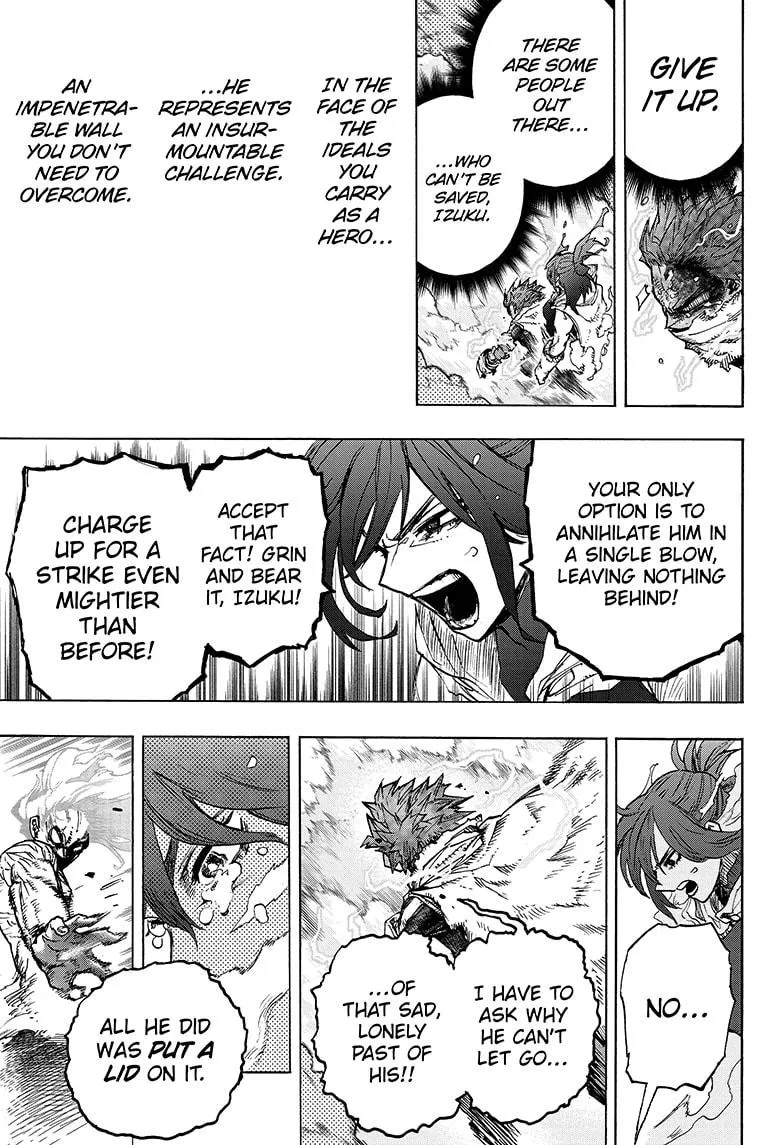 GIVE
IT UP.
THERE
ARE SOME
PEOPLE
OUT
THERE...
...WHO
CAN'T BE
SAVED,
IZUKU.
IN THE
FACE OF
THE
IDEALS
YOU
CARRY
AS A
HERO...
...HE
REPRESENTS
AN INSUR-
MOUNTABLE
CHALLENGE.
AN
IMPENETRA-
BLE WALL
YOU DON'T
NEED TO
OVERCOME.
YOUR ONLY
OPTION IS TO
ANNIHILATE HIM IN
A SINGLE BLOW,
LEAVING NOTHING
BEHIND!
ACCEPT
THAT
FACT! GRIN
AND BEAR
IT, IZUKU!
CHARGE
UP FOR A
STRIKE EVEN
MIGHTIER
THAN
BEFORE!
NO...
I HAVE TO
ASK WHY
HE CAN'T
LET GO...
...OF
THAT SAD,
LONELY
PAST OF
HIS!!
ALL HE DID
WAS PUT A
LID ON IT.